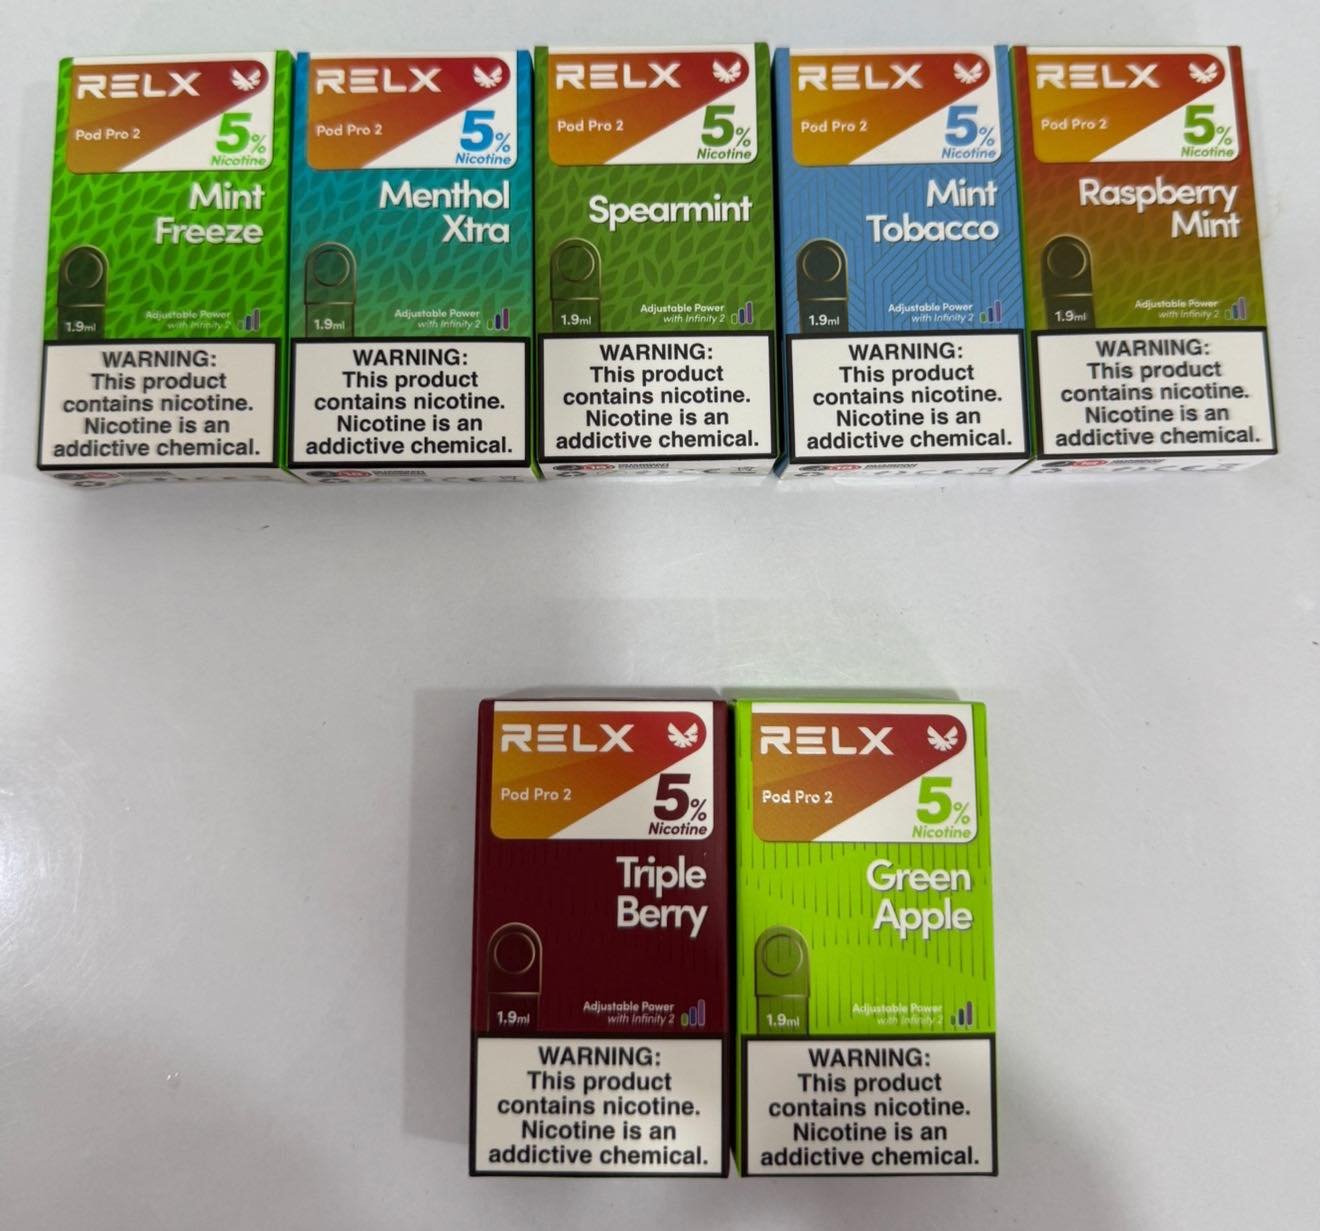 RELX
Pod Pro 2
5%
Nicotine
Mint
Freeze
1.9ml
Adjustable Power
with Infinity 2
WARNING:
This product
contains nicotine.
Nicotine is an
addictive chemical.
RELX
Pod Pro 2
5%
Nicotine
Menthol
Xtra
1.9ml
Adjustable Power
with Infinity 2
WARNING:
This product
contains nicotine.
Nicotine is an
addictive chemical.
RELX
Pod Pro 2
5%
Nicotine
Spearmint
1.9ml
Adjustable Power
with Infinity 2
WARNING:
This product
contains nicotine.
Nicotine is an
addictive chemical.
RELX
Pod Pro 2
5%
Nicotine
Mint
Tobacco
1.9ml
Adjustable Power
with Infinity 2
WARNING:
This product
contains nicotine.
Nicotine is an
addictive chemical.
RELX
Pod Pro 2
5%
Nicotine
Raspberry
Mint
1.9ml
Adjustable Power
with Infinity 2
WARNING:
This product
contains nicotine.
Nicotine is an
addictive chemical.
RELX
Pod Pro 2
5%
Nicotine
Triple
Berry
1.9ml
Adjustable Power
with Infinity 2
WARNING:
This product
contains nicotine.
Nicotine is an
addictive chemical.
RELX
Pod Pro 2
5%
Nicotine
Green
Apple
1.9ml
Adjustable Power
with Infinity 2
WARNING:
This product
contains nicotine.
Nicotine is an
addictive chemical.